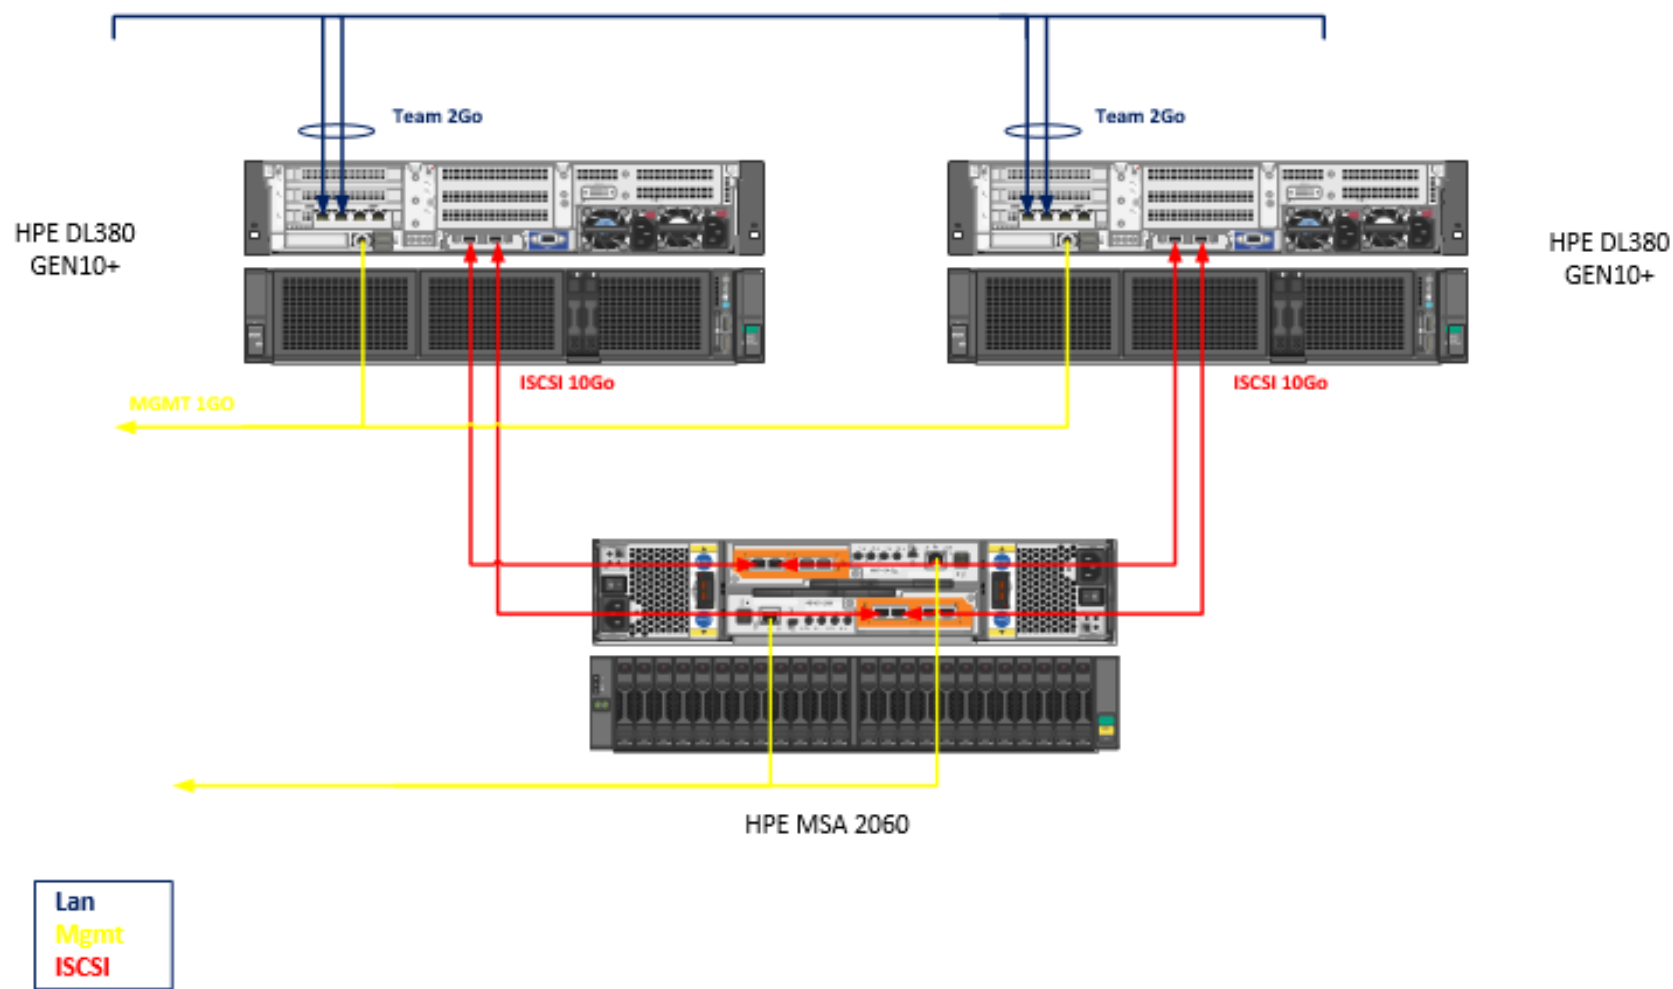 Team 2Go
Team 2Go
HPE DL380
GEN10+
HPE DL380
GEN10+
ISCSI 10Go
ISCSI 10Go
MGMT 1GO
HPE MSA 2060
Lan
Mgmt
ISCSI